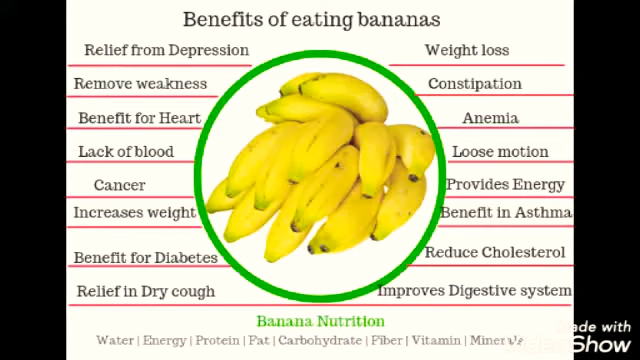 Benefits of eating bananas
Relief from Depression
Weight loss
Remove weakness
Constipation
Benefit for Heart
Anemia
Lack of blood
Loose motion
Cancer
Provides Energy
Increases weight
Benefit in Asthma
Benefit for Diabetes
Reduce Cholesterol
Relief in Dry cough
Improves Digestive system
Banana Nutrition
Water | Energy | Protein | Fat | Carbohydrate | Fiber | Vitamin |
Made with
Show